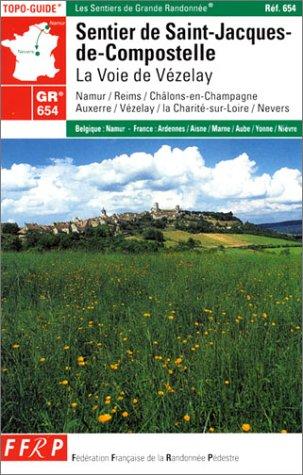 TOPO-GUIDE®
Les Sentiers de Grande Randonnée®
Réf. 654
Namur
Nevers
Sentier de Saint-Jacques-
de-Compostelle
La Voie de Vézelay
GR®
654
Namur / Reims / Châlons-en-Champagne
Auxerre / Vézelay / la Charité-sur-Loire / Nevers
Belgique : Namur - France : Ardennes / Aisne / Marne / Aube / Yonne / Nièvre
FFRP
Fédération Française de la Randonnée Pédestre